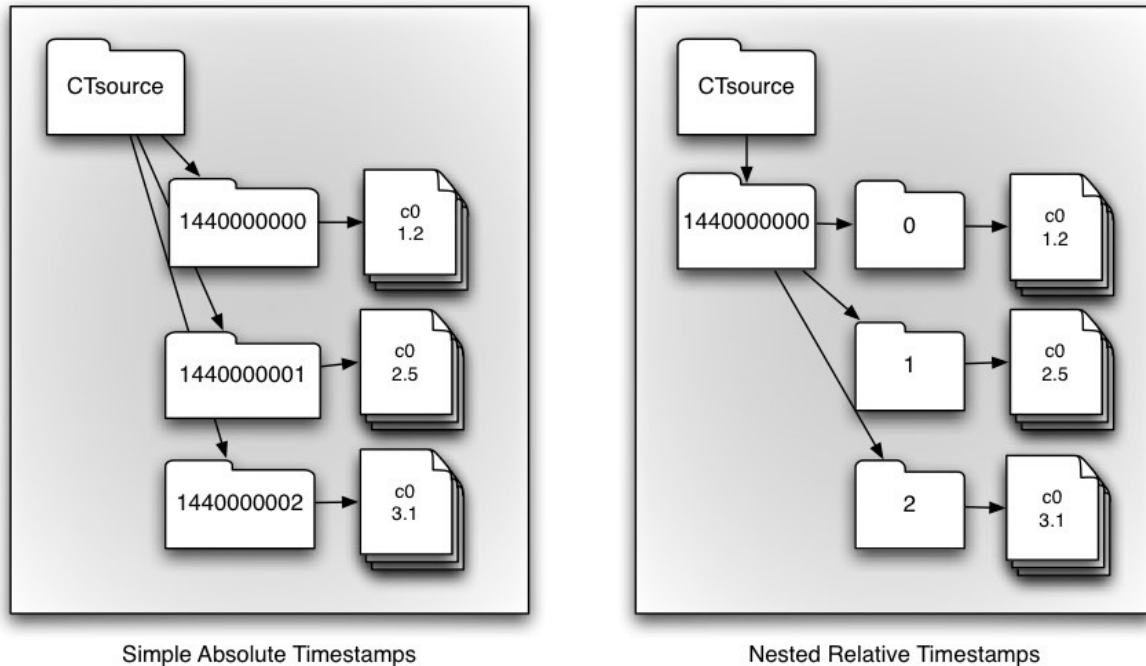 CTsource
1440000000
c0
1.2
1440000001
c0
2.5
1440000002
c0
3.1
Simple Absolute Timestamps
CTsource
1440000000
0
c0
1.2
1
c0
2.5
2
c0
3.1
Nested Relative Timestamps